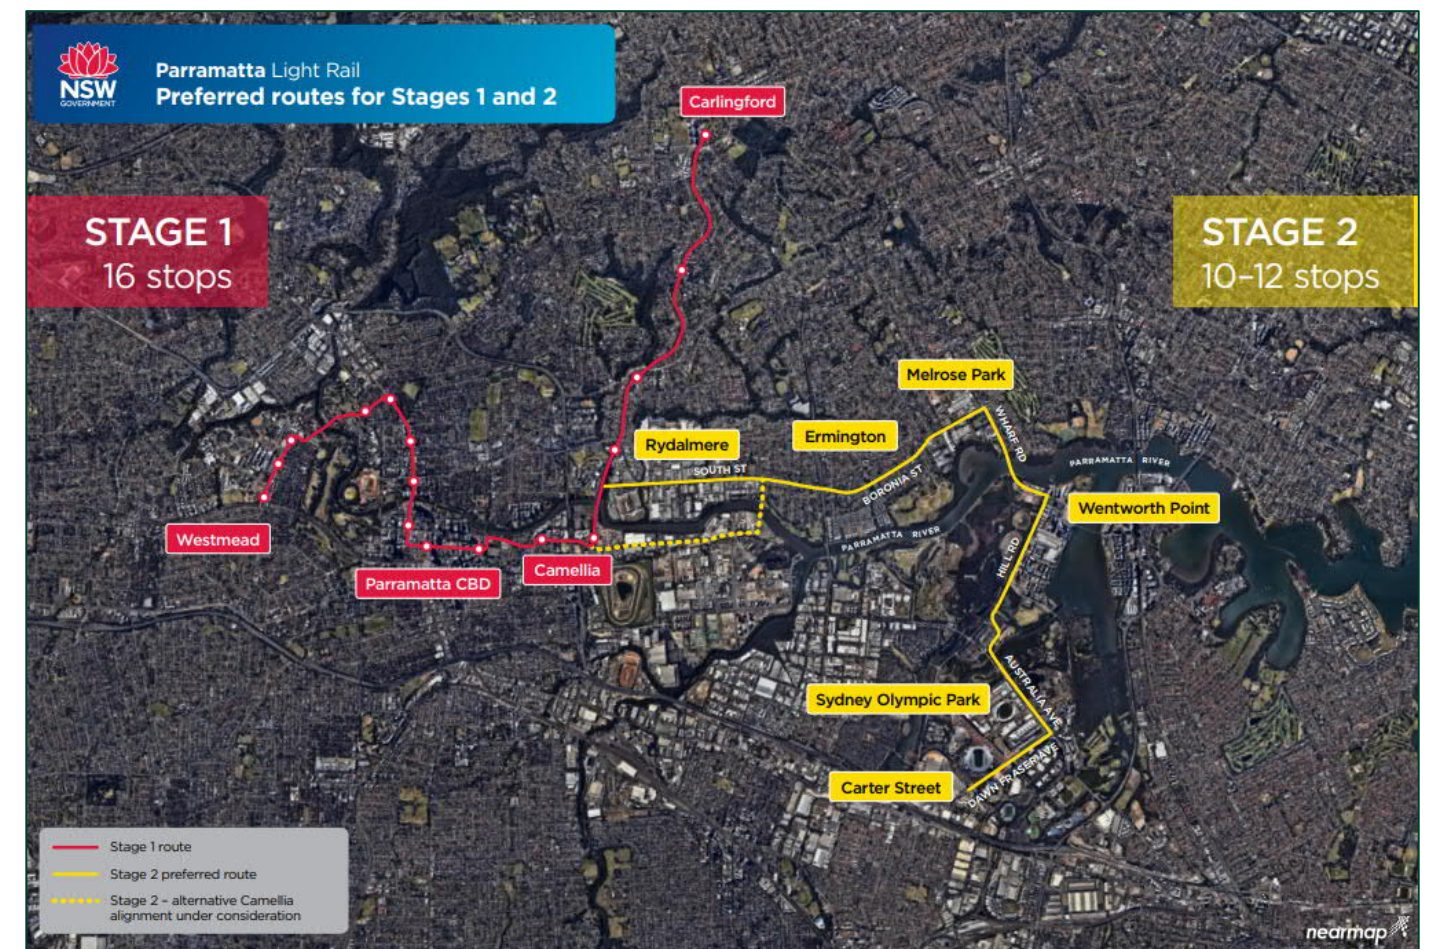 NSW
GOVERNMENT
Parramatta Light Rail
Preferred routes for Stages 1 and 2
Carlingford
STAGE 1
16 stops
STAGE 2
10–12 stops
Melrose Park
Ermington
Rydalmere
WHARF RD
PARRAMATTA RIVER
SOUTH ST
BORONIA ST
Wentworth Point
Westmead
PARRAMATTA RIVER
Camellia
Parramatta CBD
HILL RD
AUSTRALIA AVE
Sydney Olympic Park
Carter Street
DAWN FRASER AVE
Stage 1 route
Stage 2 preferred route
Stage 2 – alternative Camellia
alignment under consideration
nearmap